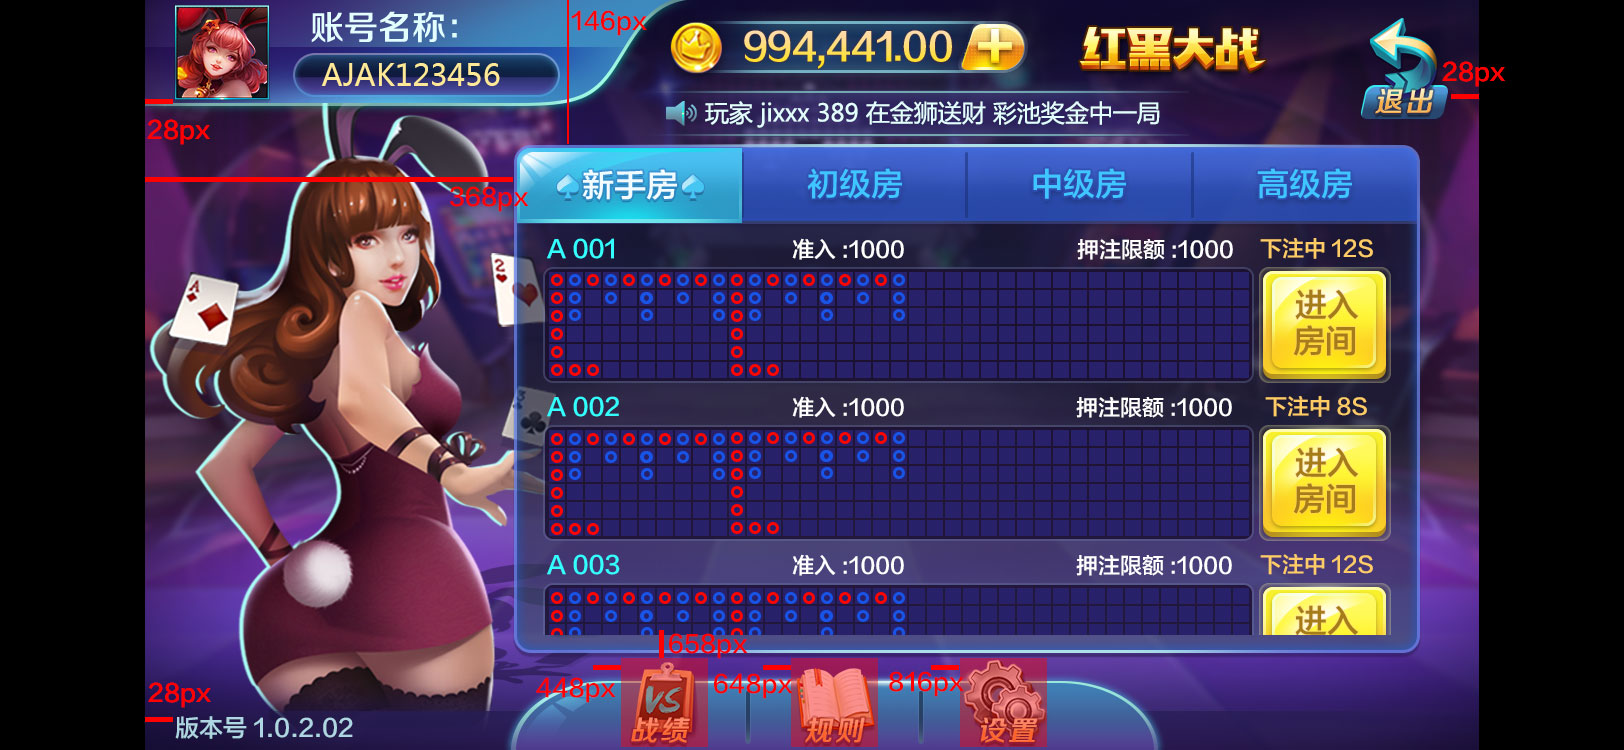 账号名称:
146px
AJAK123456
994,441.00
红黑大战
退出
28px
玩家 jixxx 389 在金狮送财 彩池奖金中一局
28px
368px
新手房
初级房
中级房
高级房
A 001
准入 :1000
押注限额 :1000
下注中 12S
进入
房间
A
2
3
A 002
准入 :1000
押注限额 :1000
下注中 8S
进入
房间
A 003
准入 :1000
押注限额 :1000
下注中 12S
进入
658px
448px
648px
816px
28px
VS
战绩
规则
设置
版本号 1.0.2.02